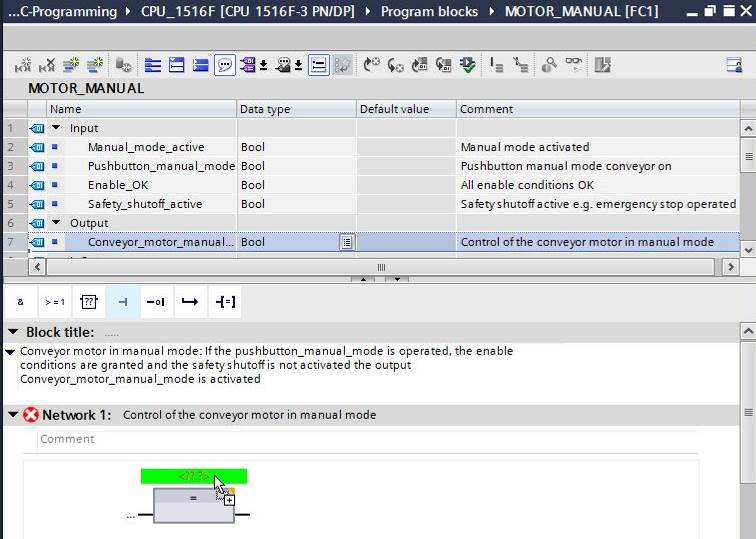 ...C-Programming ▸ CPU_1516F [CPU 1516F-3 PN/DP] ▸ Program blocks ▸ MOTOR_MANUAL [FC1]
MOTOR_MANUAL
Name Data type Default value Comment
1 Input
2 Manual_mode_active Bool Manual mode activated
3 Pushbutton_manual_mode Bool Pushbutton manual mode conveyor on
4 Enable_OK Bool All enable conditions OK
5 Safety_shutoff_active Bool Safety shutoff active e.g. emergency stop operated
6 Output
7 Conveyor_motor_manual... Bool Control of the conveyor motor in manual mode
& >=1 ?? -| -o| [=]
Block title: .....
Conveyor motor in manual mode: If the pushbutton_manual_mode is operated, the enable
conditions are granted and the safety shutoff is not activated the output
Conveyor_motor_manual_mode is activated
Network 1: Control of the conveyor motor in manual mode
Comment
<??.?>
=
...